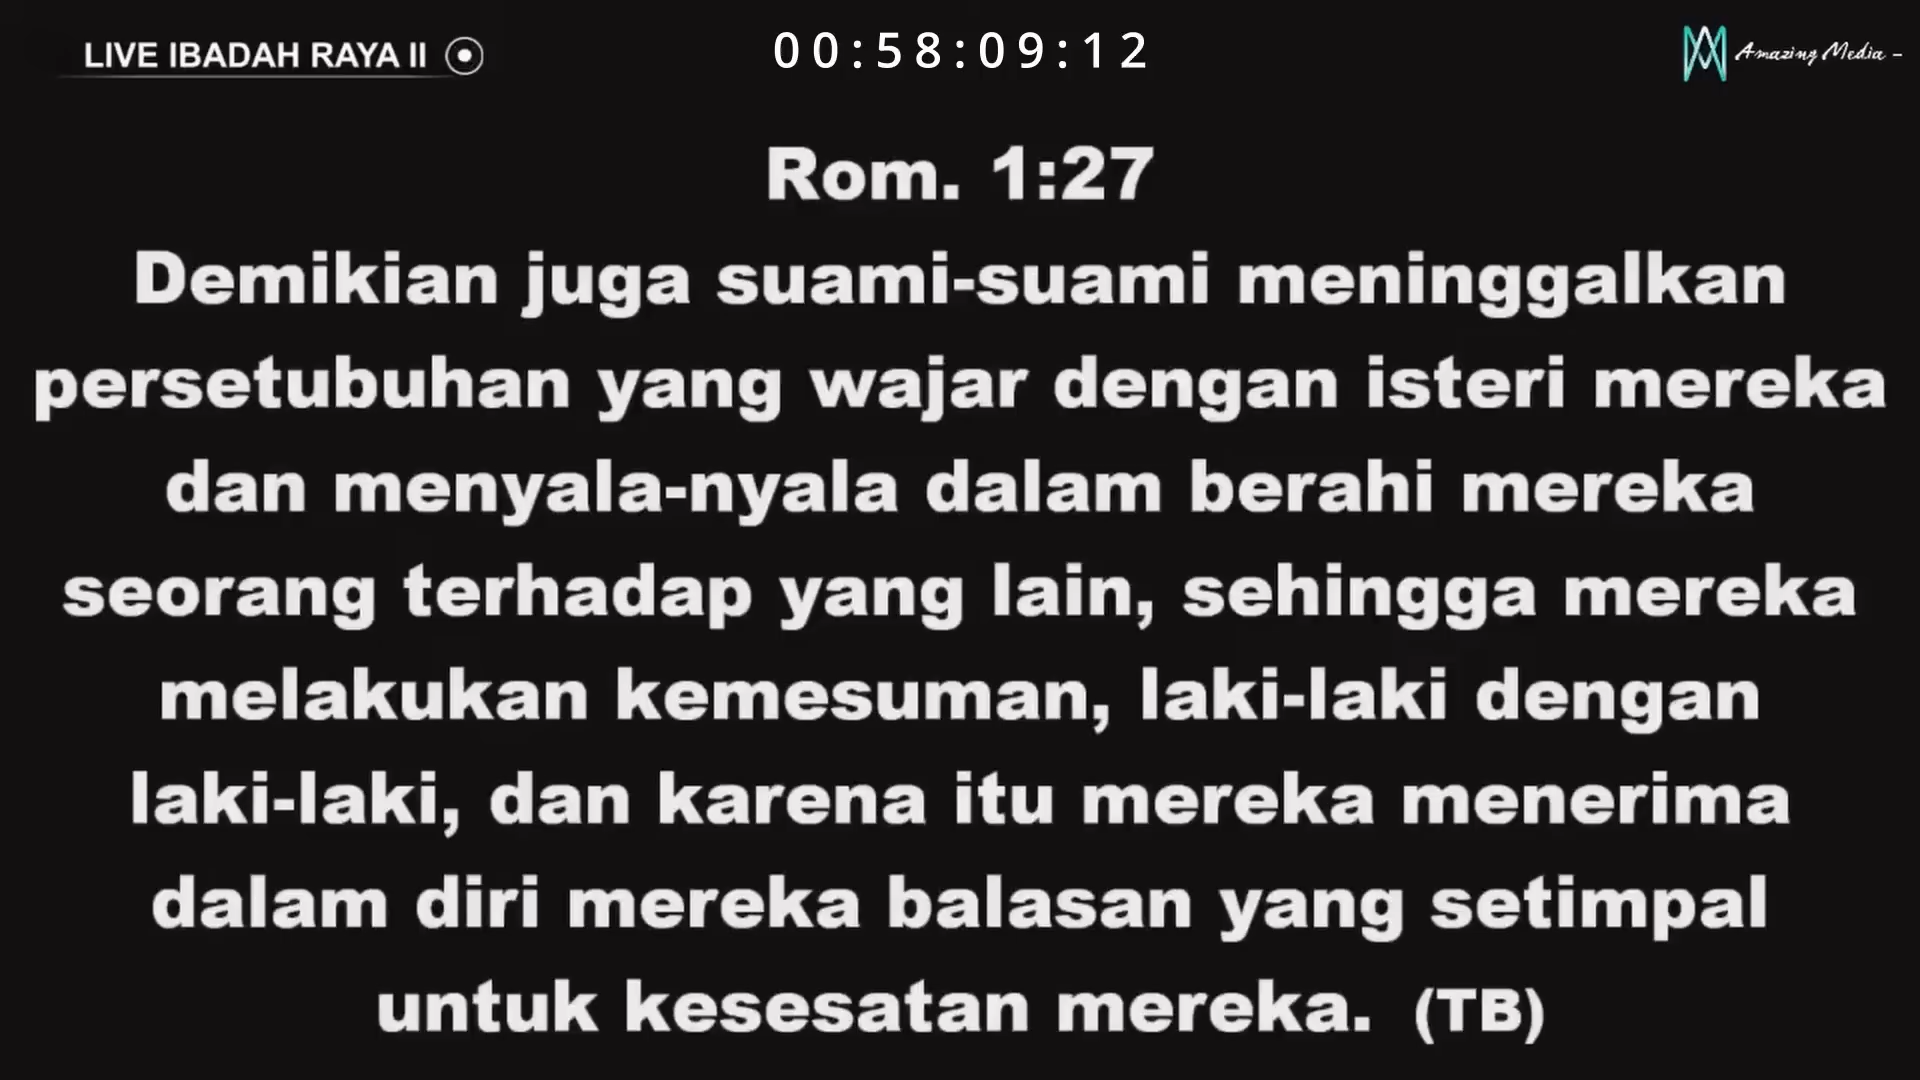 LIVE IBADAH RAYA II
00:58:09:12
Amazing Media -
Rom. 1:27
Demikian juga suami-suami meninggalkan
persetubuhan yang wajar dengan isteri mereka
dan menyala-nyala dalam berahi mereka
seorang terhadap yang lain, sehingga mereka
melakukan kemesuman, laki-laki dengan
laki-laki, dan karena itu mereka menerima
dalam diri mereka balasan yang setimpal
untuk kesesatan mereka. (TB)